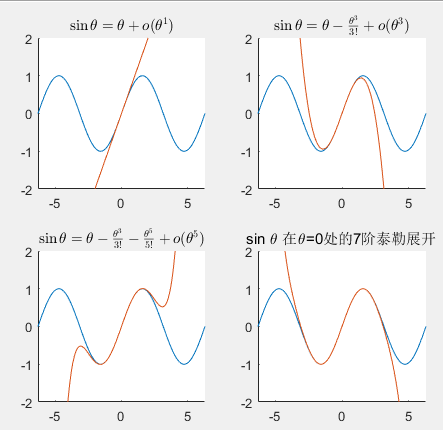 sin θ = θ + o(θ¹)
sin θ = θ − θ³/3! + o(θ³)
2
1
0
-1
-2
-5 0 5
2
1
0
-1
-2
-5 0 5
sin θ = θ − θ³/3! − θ⁵/5! + o(θ⁵)
sin θ 在θ=0处的7阶泰勒展开
2
1
0
-1
-2
-5 0 5
2
1
0
-1
-2
-5 0 5